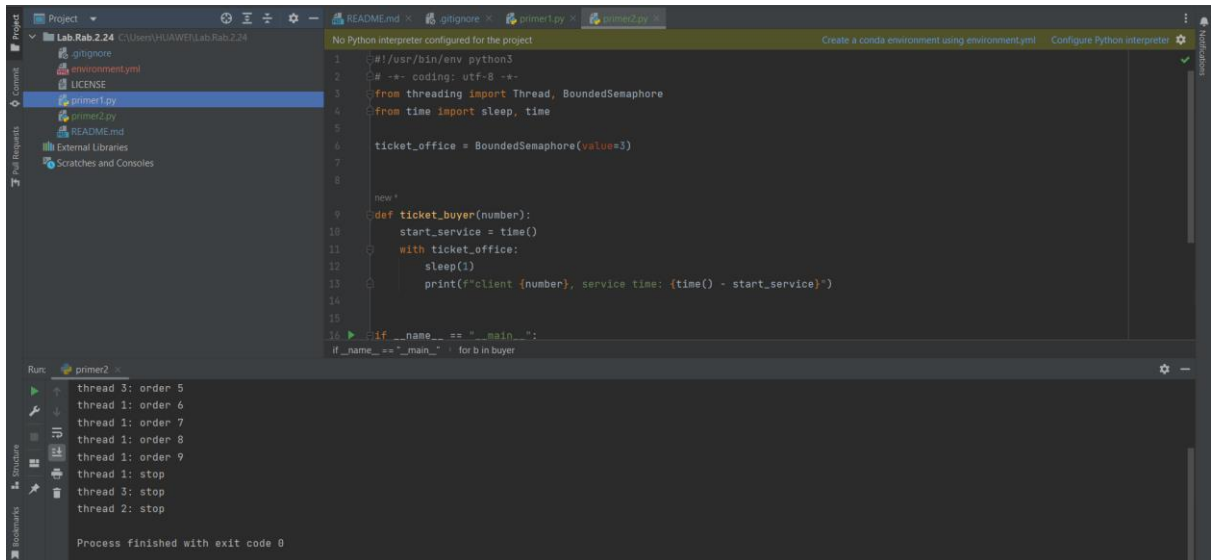 Project
README.md
.gitignore
primer1.py
primer2.py
Project
Lab.Rab.2.24 C:\Users\HUAWEI\Lab.Rab.2.24
.gitignore
environment.yml
LICENSE
primer1.py
primer2.py
README.md
External Libraries
Scratches and Consoles
Commit
Pull Requests
Notifications
No Python interpreter configured for the project
Create a conda environment using environment.yml
Configure Python interpreter
1 #!/usr/bin/env python3
2 # -*- coding: utf-8 -*-
3 from threading import Thread, BoundedSemaphore
4 from time import sleep, time
5
6 ticket_office = BoundedSemaphore(value=3)
7
8
new *
9 def ticket_buyer(number):
10 start_service = time()
11 with ticket_office:
12 sleep(1)
13 print(f"client {number}, service time: {time() - start_service}")
14
15
16 if __name__ == "__main__":
if __name__ == "__main__" › for b in buyer
Run: primer2
thread 3: order 5
thread 1: order 6
thread 1: order 7
thread 1: order 8
thread 1: order 9
thread 1: stop
thread 3: stop
thread 2: stop
Process finished with exit code 0
Structure
Bookmarks